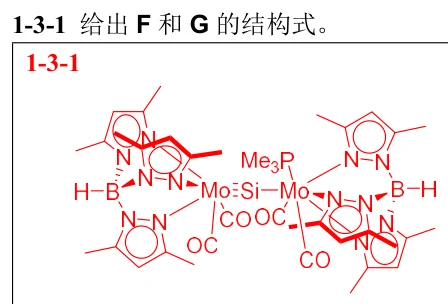 1-3-1 给出 F 和 G 的结构式。
1-3-1
Me₃P
N N N N
N N N N
H-B Mo≡Si-Mo B-H
N N N N
CO OC
OC CO